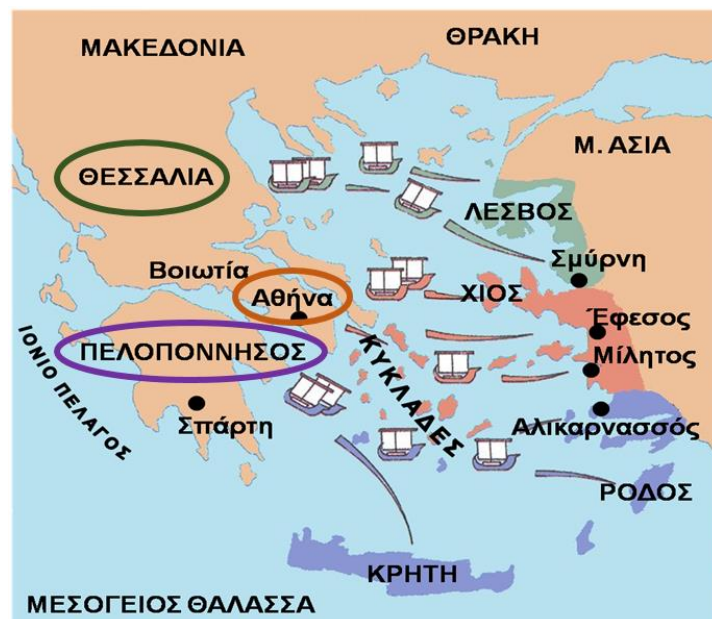 ΜΑΚΕΔΟΝΙΑ
ΘΡΑΚΗ
Μ. ΑΣΙΑ
ΘΕΣΣΑΛΙΑ
ΛΕΣΒΟΣ
Σμύρνη
Βοιωτία
Αθήνα
ΧΙΟΣ
Έφεσος
ΠΕΛΟΠΟΝΝΗΣΟΣ
Μίλητος
ΙΟΝΙΟ ΠΕΛΑΓΟΣ
ΚΥΚΛΑΔΕΣ
Σπάρτη
Αλικαρνασσός
ΡΟΔΟΣ
ΚΡΗΤΗ
ΜΕΣΟΓΕΙΟΣ ΘΑΛΑΣΣΑ